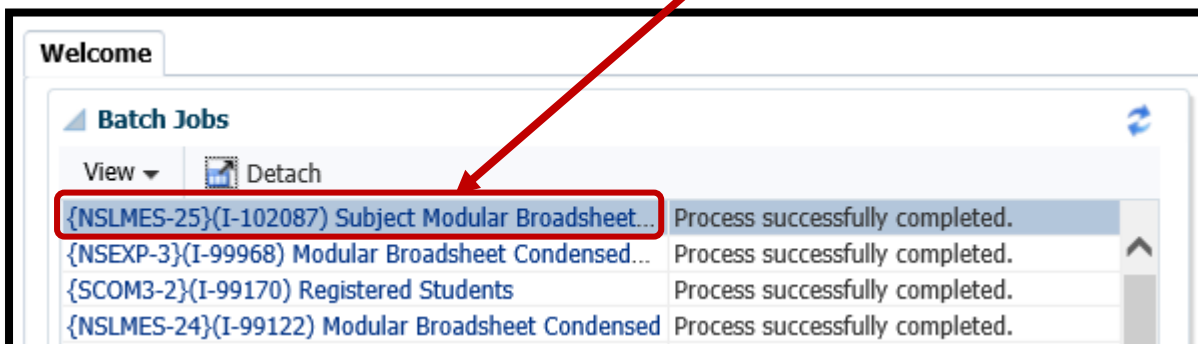 Welcome
Batch Jobs
View Detach
{NSLMES-25}(I-102087) Subject Modular Broadsheet... Process successfully completed.
{NSEXP-3}(I-99968) Modular Broadsheet Condensed... Process successfully completed.
{SCOM3-2}(I-99170) Registered Students Process successfully completed.
{NSLMES-24}(I-99122) Modular Broadsheet Condensed Process successfully completed.